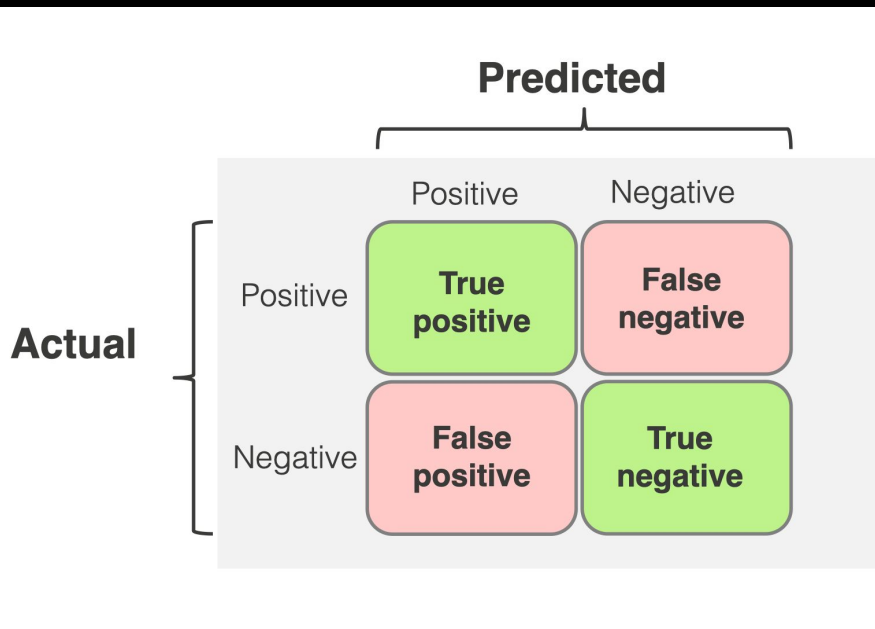 Predicted
Positive Negative
Actual
Positive
True
positive
False
negative
Negative
False
positive
True
negative